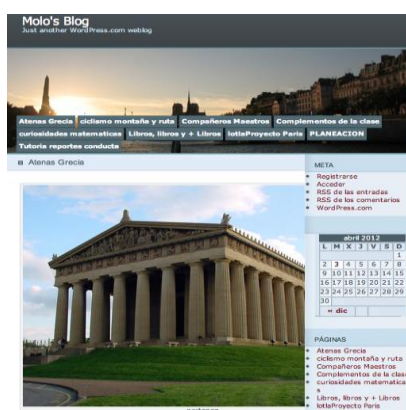 Molo's Blog
Just another WordPress.com weblog
Atenas Grecia ciclismo montaña y ruta Compañeros Maestros Complementos de la clase
curiosidades matematicas Libros, libros y + Libros lotlaProyecto Paris PLANEACION
Tutoria reportes conducta
Atenas Grecia
META
Registrarse
Acceder
RSS de las entradas
RSS de los comentarios
WordPress.com
abril 2012
L M X J V S D
1
2 3 4 5 6 7 8
9 10 11 12 13 14 15
16 17 18 19 20 21 22
23 24 25 26 27 28 29
30
« dic
PÁGINAS
Atenas Grecia
ciclismo montaña y ruta
Compañeros Maestros
Complementos de la clase
curiosidades matematica
s
Libros, libros y + Libros
lotlaProyecto Paris